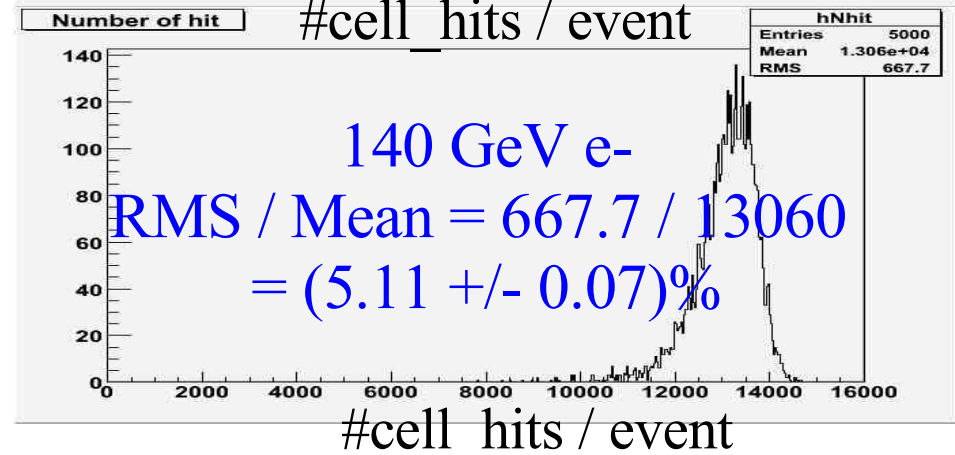 #cell_hits / event
Number of hit
hNhit
Entries 5000
Mean 1.306e+04
RMS 667.7
140
120
100
80
60
40
20
0
140 GeV e-
RMS / Mean = 667.7 / 13060
= (5.11 +/- 0.07)%
0 2000 4000 6000 8000 10000 12000 14000 16000
#cell_hits / event